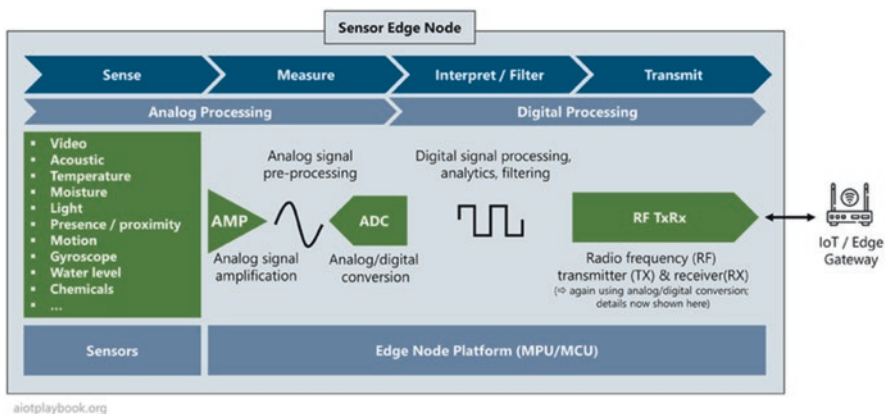 Sensor Edge Node
Sense
Measure
Interpret / Filter
Transmit
Analog Processing
Digital Processing
▪ Video
▪ Acoustic
▪ Temperature
▪ Moisture
▪ Light
▪ Presence / proximity
▪ Motion
▪ Gyroscope
▪ Water level
▪ Chemicals
▪ ...
Analog signal
pre-processing
AMP
ADC
Analog signal
amplification
Analog/digital
conversion
Digital signal processing,
analytics, filtering
RF TxRx
Radio frequency (RF)
transmitter (TX) & receiver(RX)
(⇨ again using analog/digital conversion;
details now shown here)
IoT / Edge
Gateway
Sensors
Edge Node Platform (MPU/MCU)
aiotplaybook.org